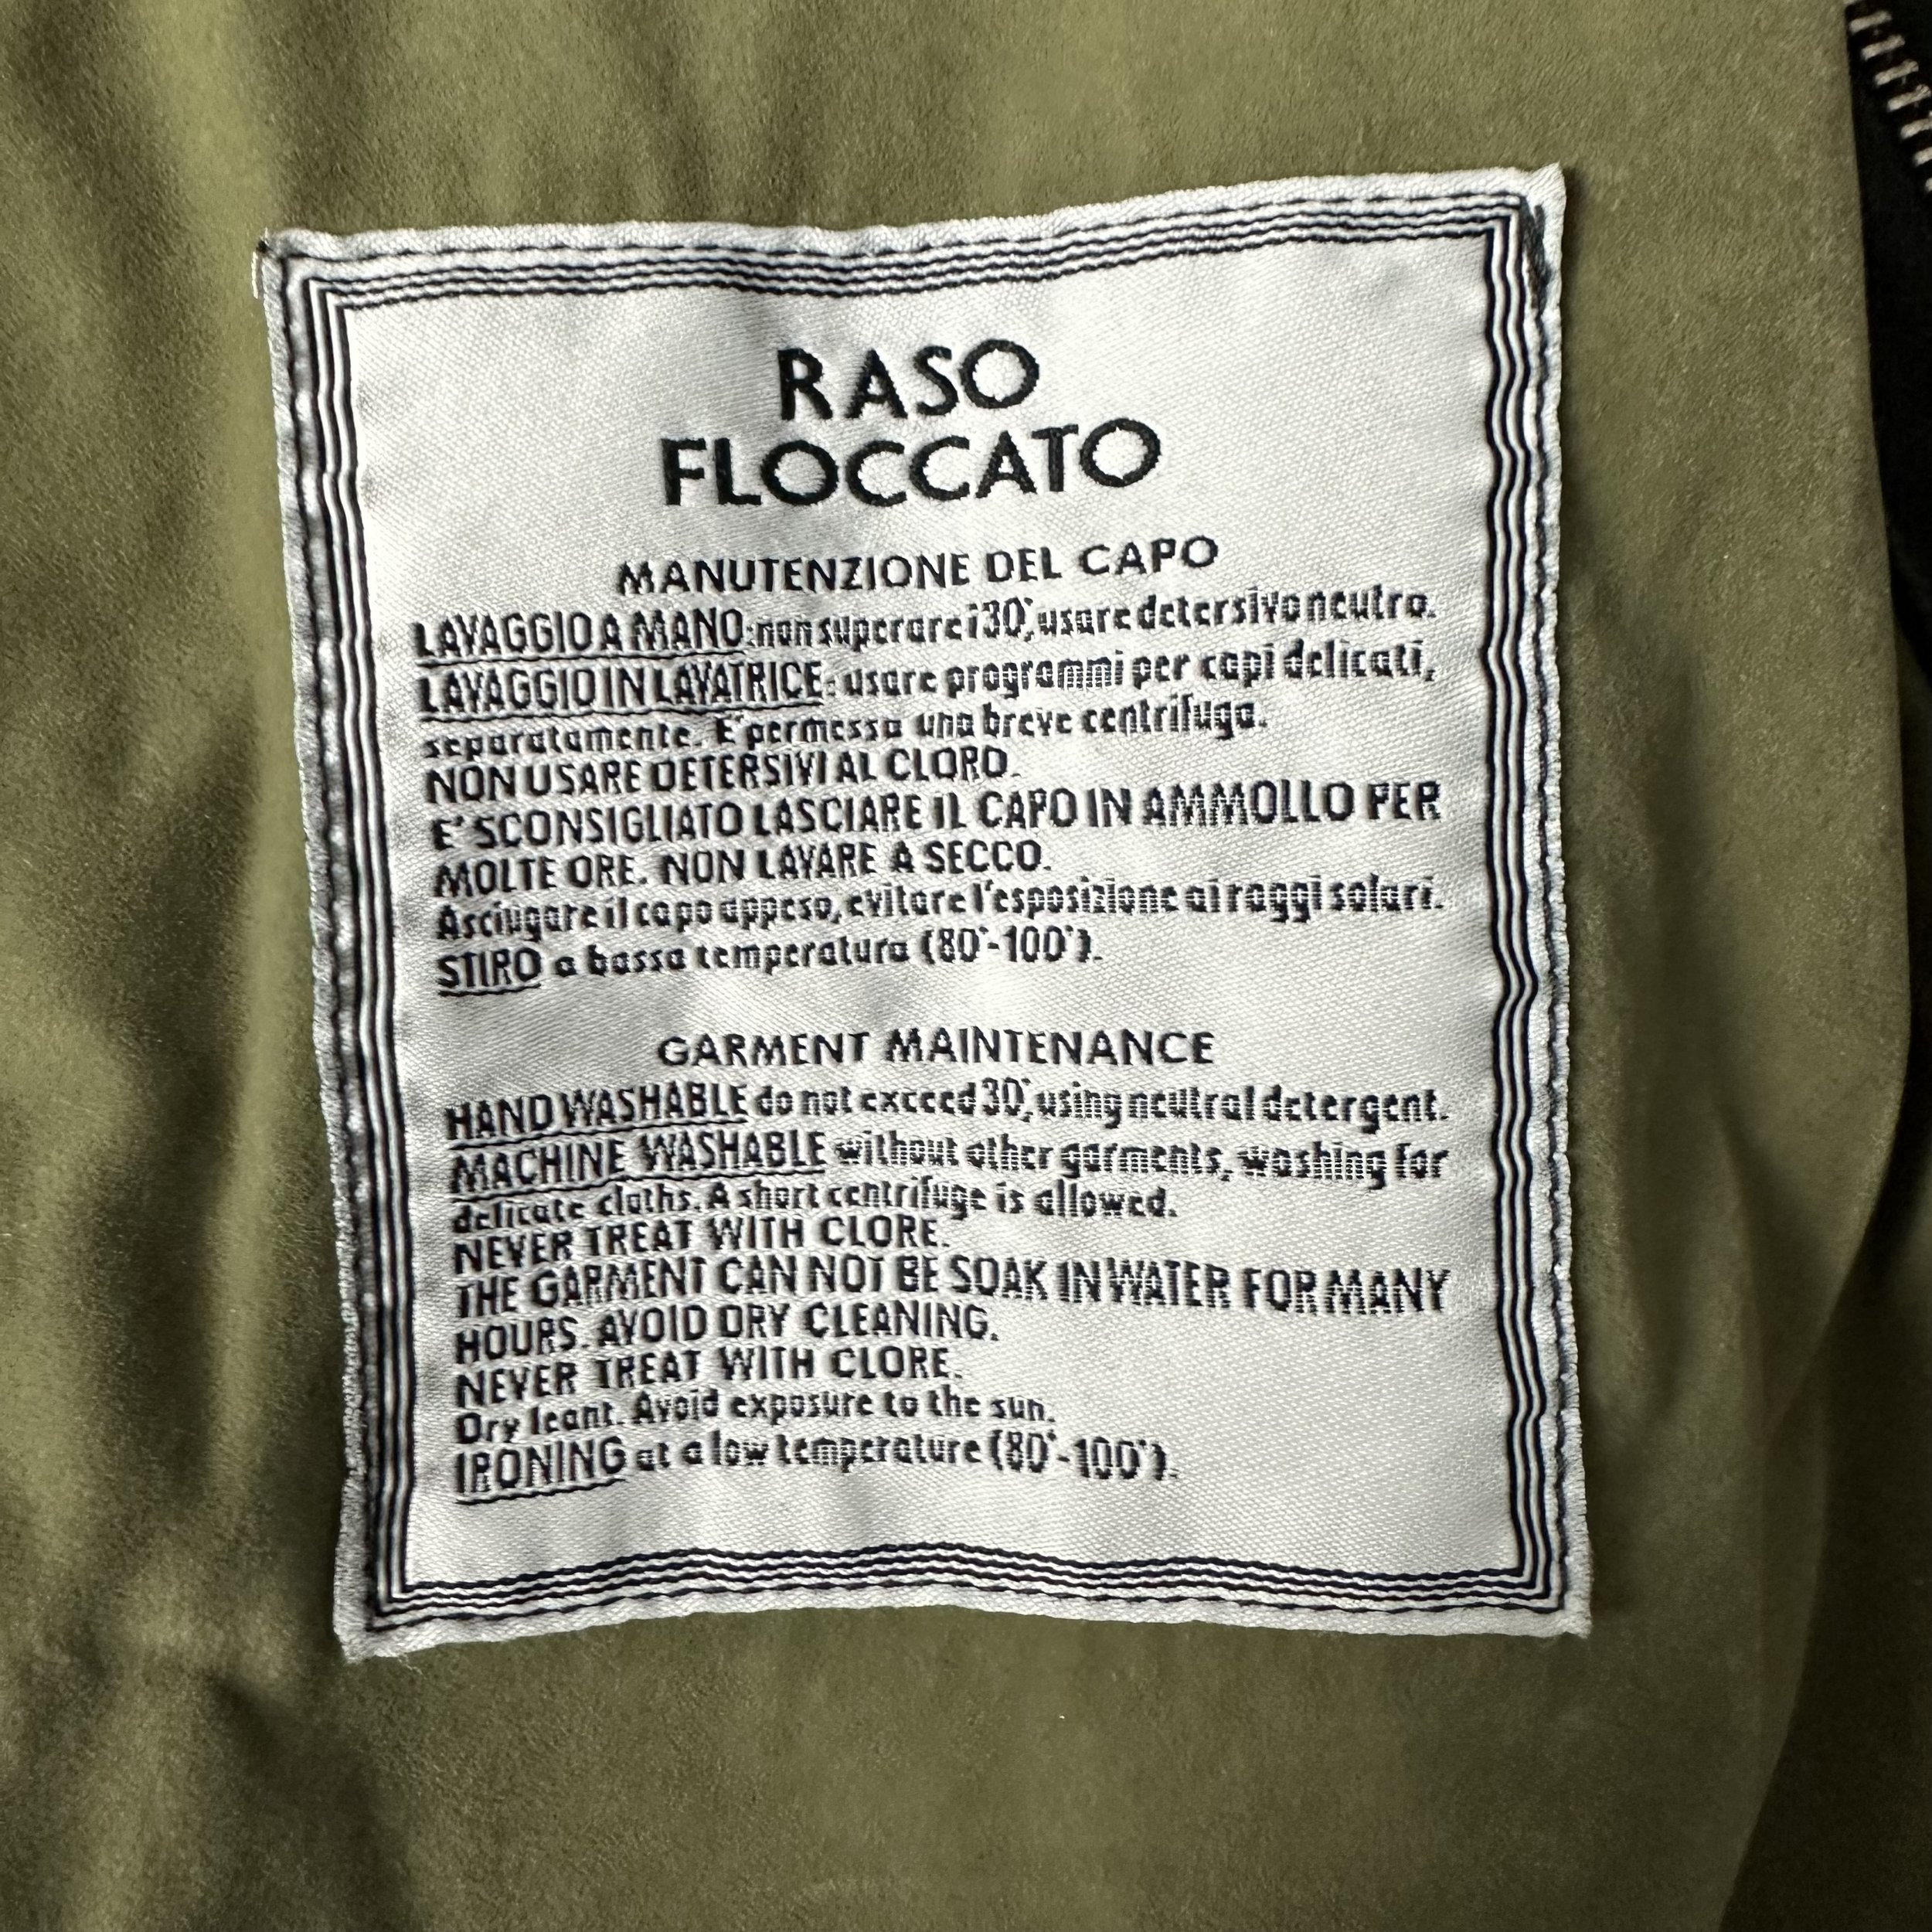 RASO
FLOCCATO
MANUTENZIONE DEL CAPO
LAVAGGIO A MANO: non superare i 30°, usare detersivo neutro.
LAVAGGIO IN LAVATRICE: usare programmi per capi delicati,
separatamente. E' permessa una breve centrifuga.
NON USARE DETERSIVI AL CLORO.
E' SCONSIGLIATO LASCIARE IL CAPO IN AMMOLLO PER
MOLTE ORE. NON LAVARE A SECCO.
Asciugare il capo appeso, evitare l'esposizione ai raggi solari.
STIRO a bassa temperatura (80°-100°).
GARMENT MAINTENANCE
HAND WASHABLE do not exceed 30°, using neutral detergent.
MACHINE WASHABLE without other garments, washing for
delicate cloths. A short centrifuge is allowed.
NEVER TREAT WITH CLORE.
THE GARMENT CAN NOT BE SOAK IN WATER FOR MANY
HOURS. AVOID DRY CLEANING.
NEVER TREAT WITH CLORE.
Dry leant. Avoid exposure to the sun.
IRONING at a low temperature (80°-100°).